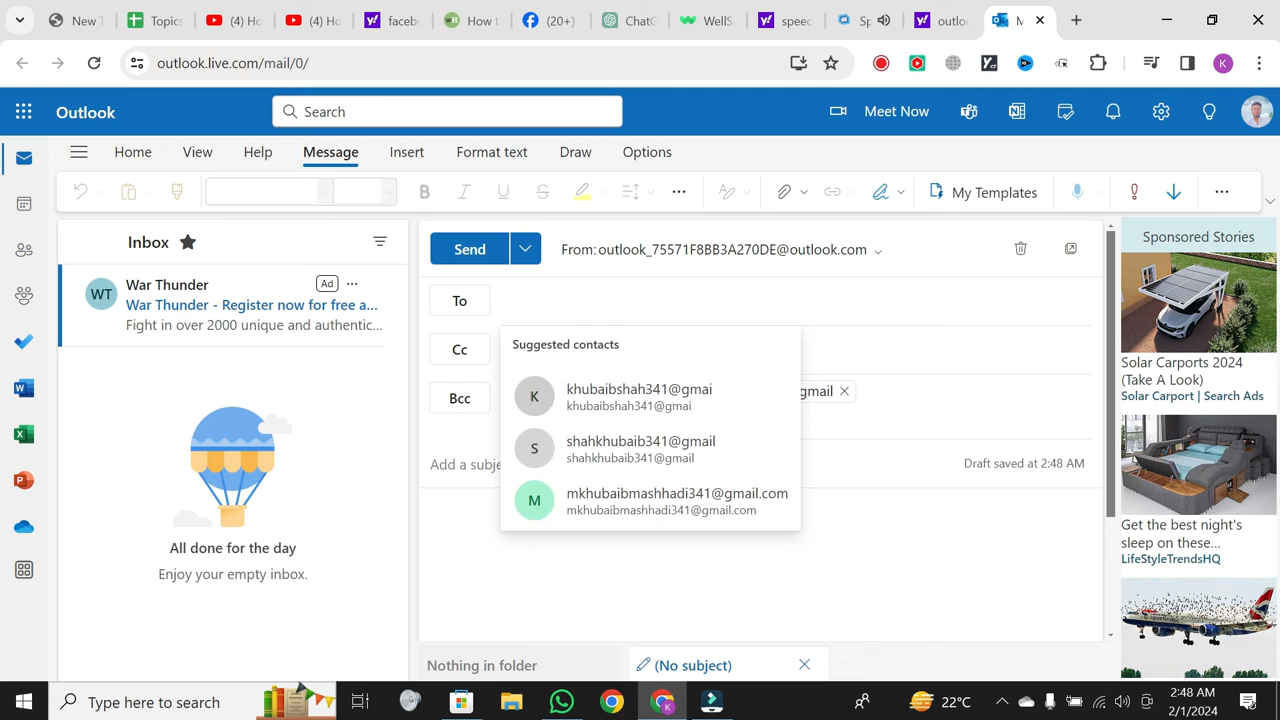 New T
Topics
(4) Ho
(4) Ho
faceb
How t
(20+)
ChatG
WellS
speec
Sp
outlo
M
outlook.live.com/mail/0/
K
Outlook
Search
Meet Now
Home
View
Help
Message
Insert
Format text
Draw
Options
My Templates
Inbox
Send
From: outlook_75571F8BB3A270DE@outlook.com
WT
War Thunder
Ad
War Thunder - Register now for free a...
Fight in over 2000 unique and authentic...
To
Cc
Bcc
gmail
Suggested contacts
K
khubaibshah341@gmai
khubaibshah341@gmai
S
shahkhubaib341@gmail
shahkhubaib341@gmail
M
mkhubaibmashhadi341@gmail.com
mkhubaibmashhadi341@gmail.com
Add a subje
Draft saved at 2:48 AM
All done for the day
Enjoy your empty inbox.
Sponsored Stories
Solar Carports 2024
(Take A Look)
Solar Carport | Search Ads
Get the best night's
sleep on these...
LifeStyleTrendsHQ
Nothing in folder
(No subject)
Type here to search
22°C
2:48 AM
2/1/2024